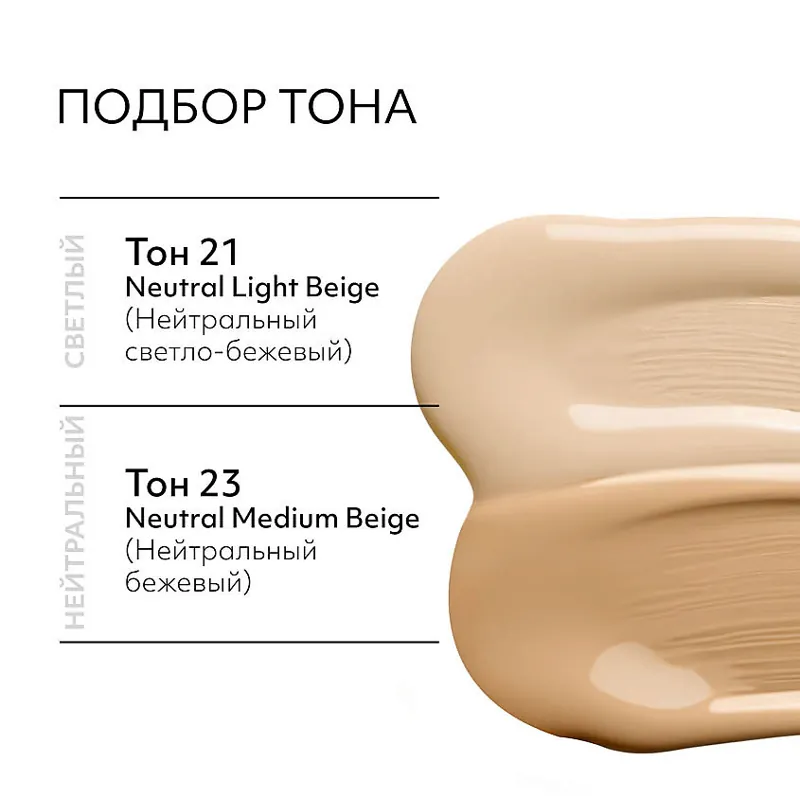 ПОДБОР ТОНА
СВЕТЛЫЙ
Тон 21
Neutral Light Beige
(Нейтральный
светло-бежевый)
НЕЙТРАЛЬНЫЙ
Тон 23
Neutral Medium Beige
(Нейтральный
бежевый)